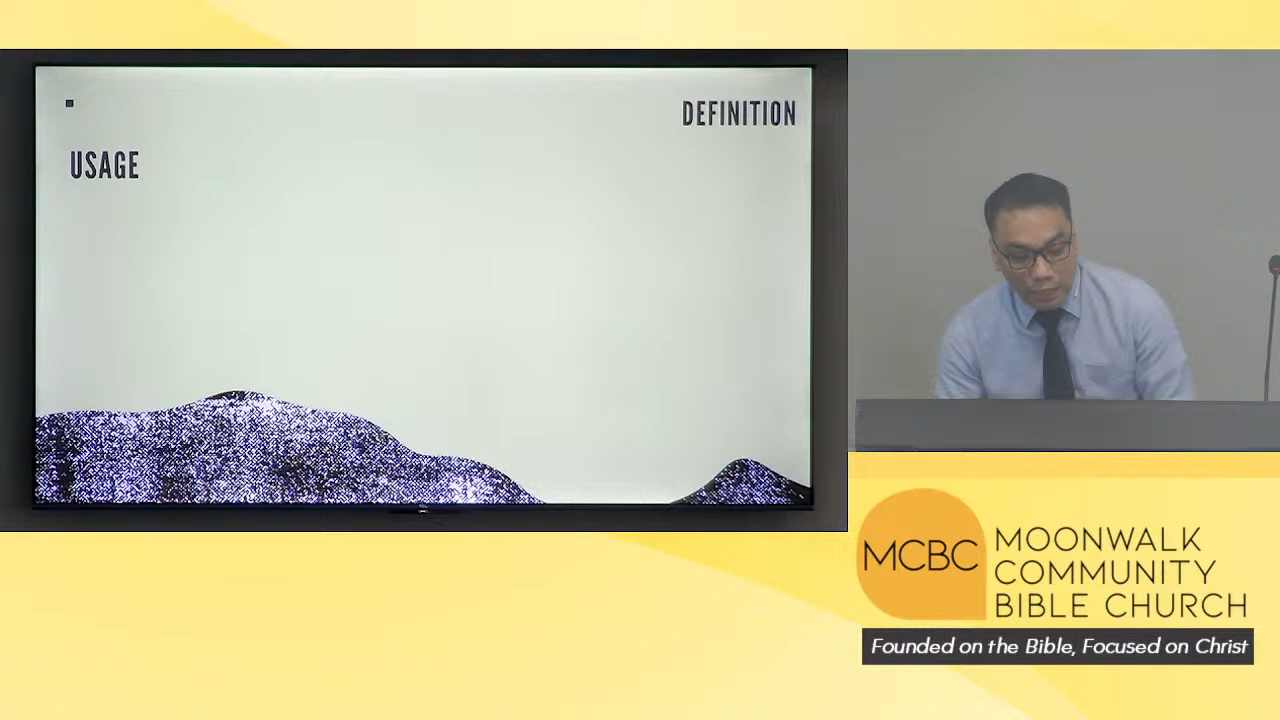 DEFINITION
USAGE
MCBC
MOONWALK
COMMUNITY
BIBLE CHURCH
Founded on the Bible, Focused on Christ